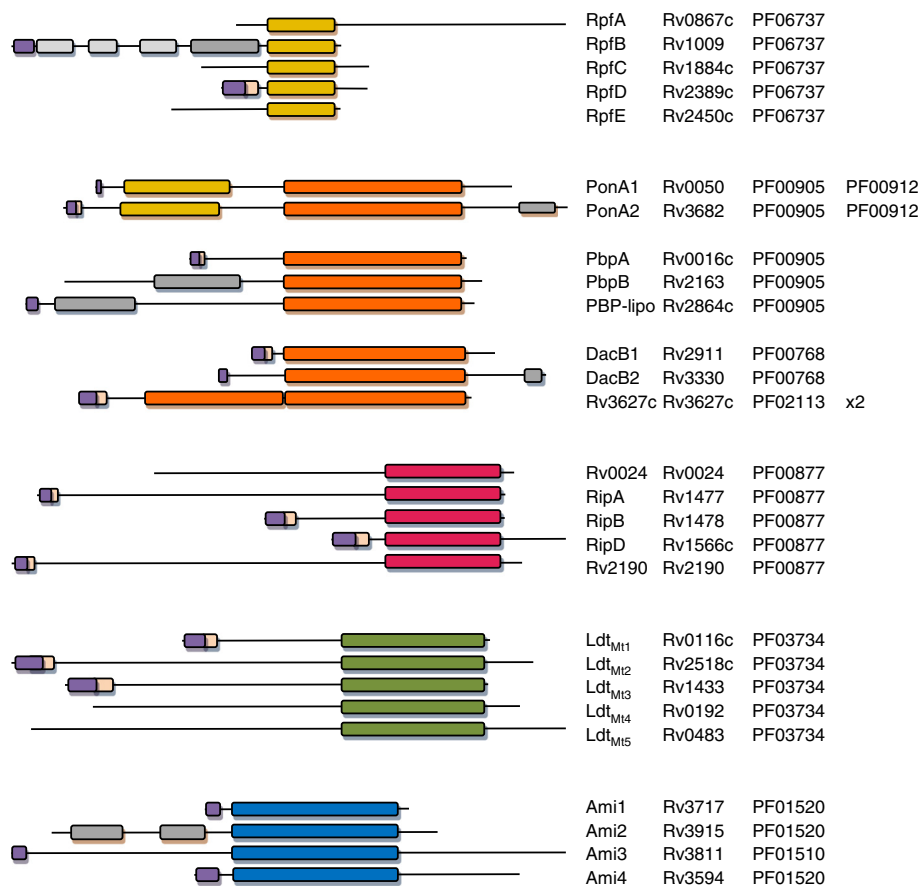 RpfA Rv0867c PF06737
RpfB Rv1009 PF06737
RpfC Rv1884c PF06737
RpfD Rv2389c PF06737
RpfE Rv2450c PF06737
PonA1 Rv0050 PF00905 PF00912
PonA2 Rv3682 PF00905 PF00912
PbpA Rv0016c PF00905
PbpB Rv2163 PF00905
PBP-lipo Rv2864c PF00905
DacB1 Rv2911 PF00768
DacB2 Rv3330 PF00768
Rv3627c Rv3627c PF02113 x2
Rv0024 Rv0024 PF00877
RipA Rv1477 PF00877
RipB Rv1478 PF00877
RipD Rv1566c PF00877
Rv2190 Rv2190 PF00877
LdtMt1 Rv0116c PF03734
LdtMt2 Rv2518c PF03734
LdtMt3 Rv1433 PF03734
LdtMt4 Rv0192 PF03734
LdtMt5 Rv0483 PF03734
Ami1 Rv3717 PF01520
Ami2 Rv3915 PF01520
Ami3 Rv3811 PF01510
Ami4 Rv3594 PF01520